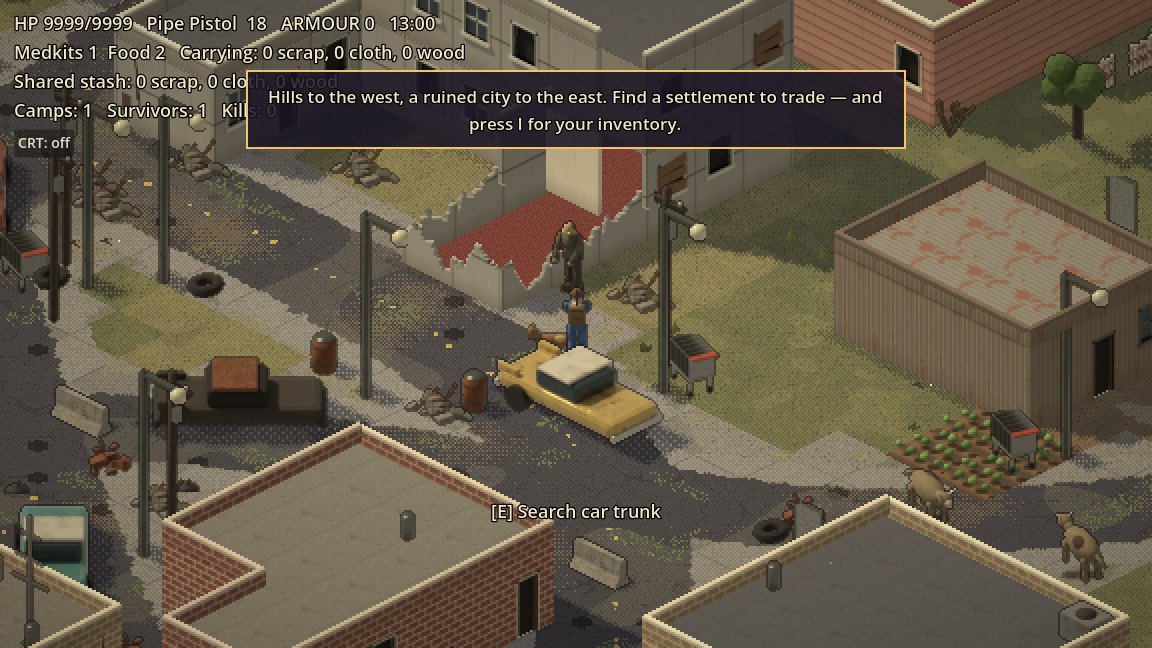 HP 9999/9999 Pipe Pistol 18 ARMOUR 0 13:00
Medkits 1 Food 2 Carrying: 0 scrap, 0 cloth, 0 wood
Shared stash: 0 scrap, 0 cloth, 0 wood
Camps: 1 Survivors: 1 Kills: 0
Hills to the west, a ruined city to the east. Find a settlement to trade — and
press I for your inventory.
CRT: off
[E] Search car trunk